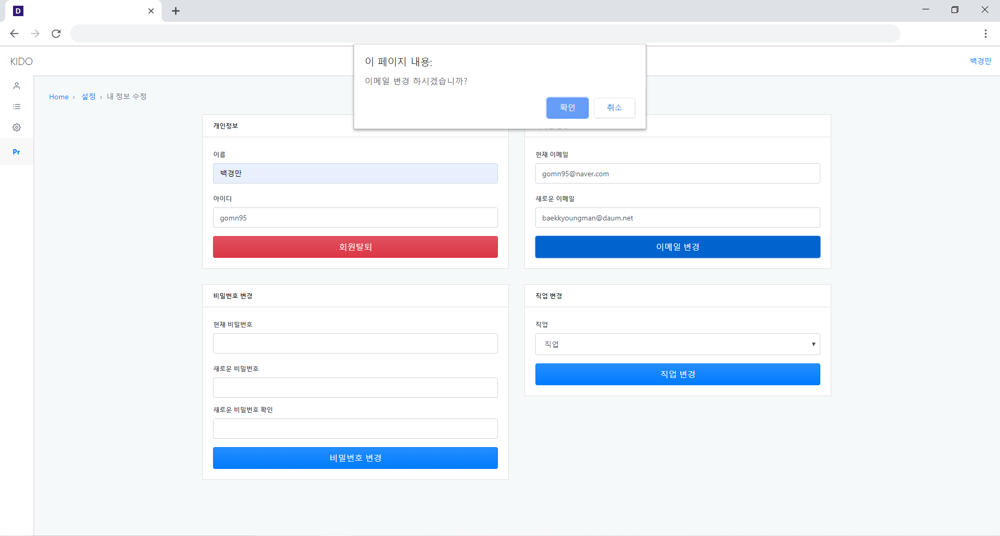 D
KIDO
백경만
이 페이지 내용:
이메일 변경 하시겠습니까?
확인
취소
Home › 설정 › 내 정보 수정
Pr
개인정보
이름
백경만
아이디
gomn95
회원탈퇴
현재 이메일
gomn95@naver.com
새로운 이메일
baekkyoungman@daum.net
이메일 변경
비밀번호 변경
현재 비밀번호
새로운 비밀번호
새로운 비밀번호 확인
비밀번호 변경
직업 변경
직업
직업
직업 변경